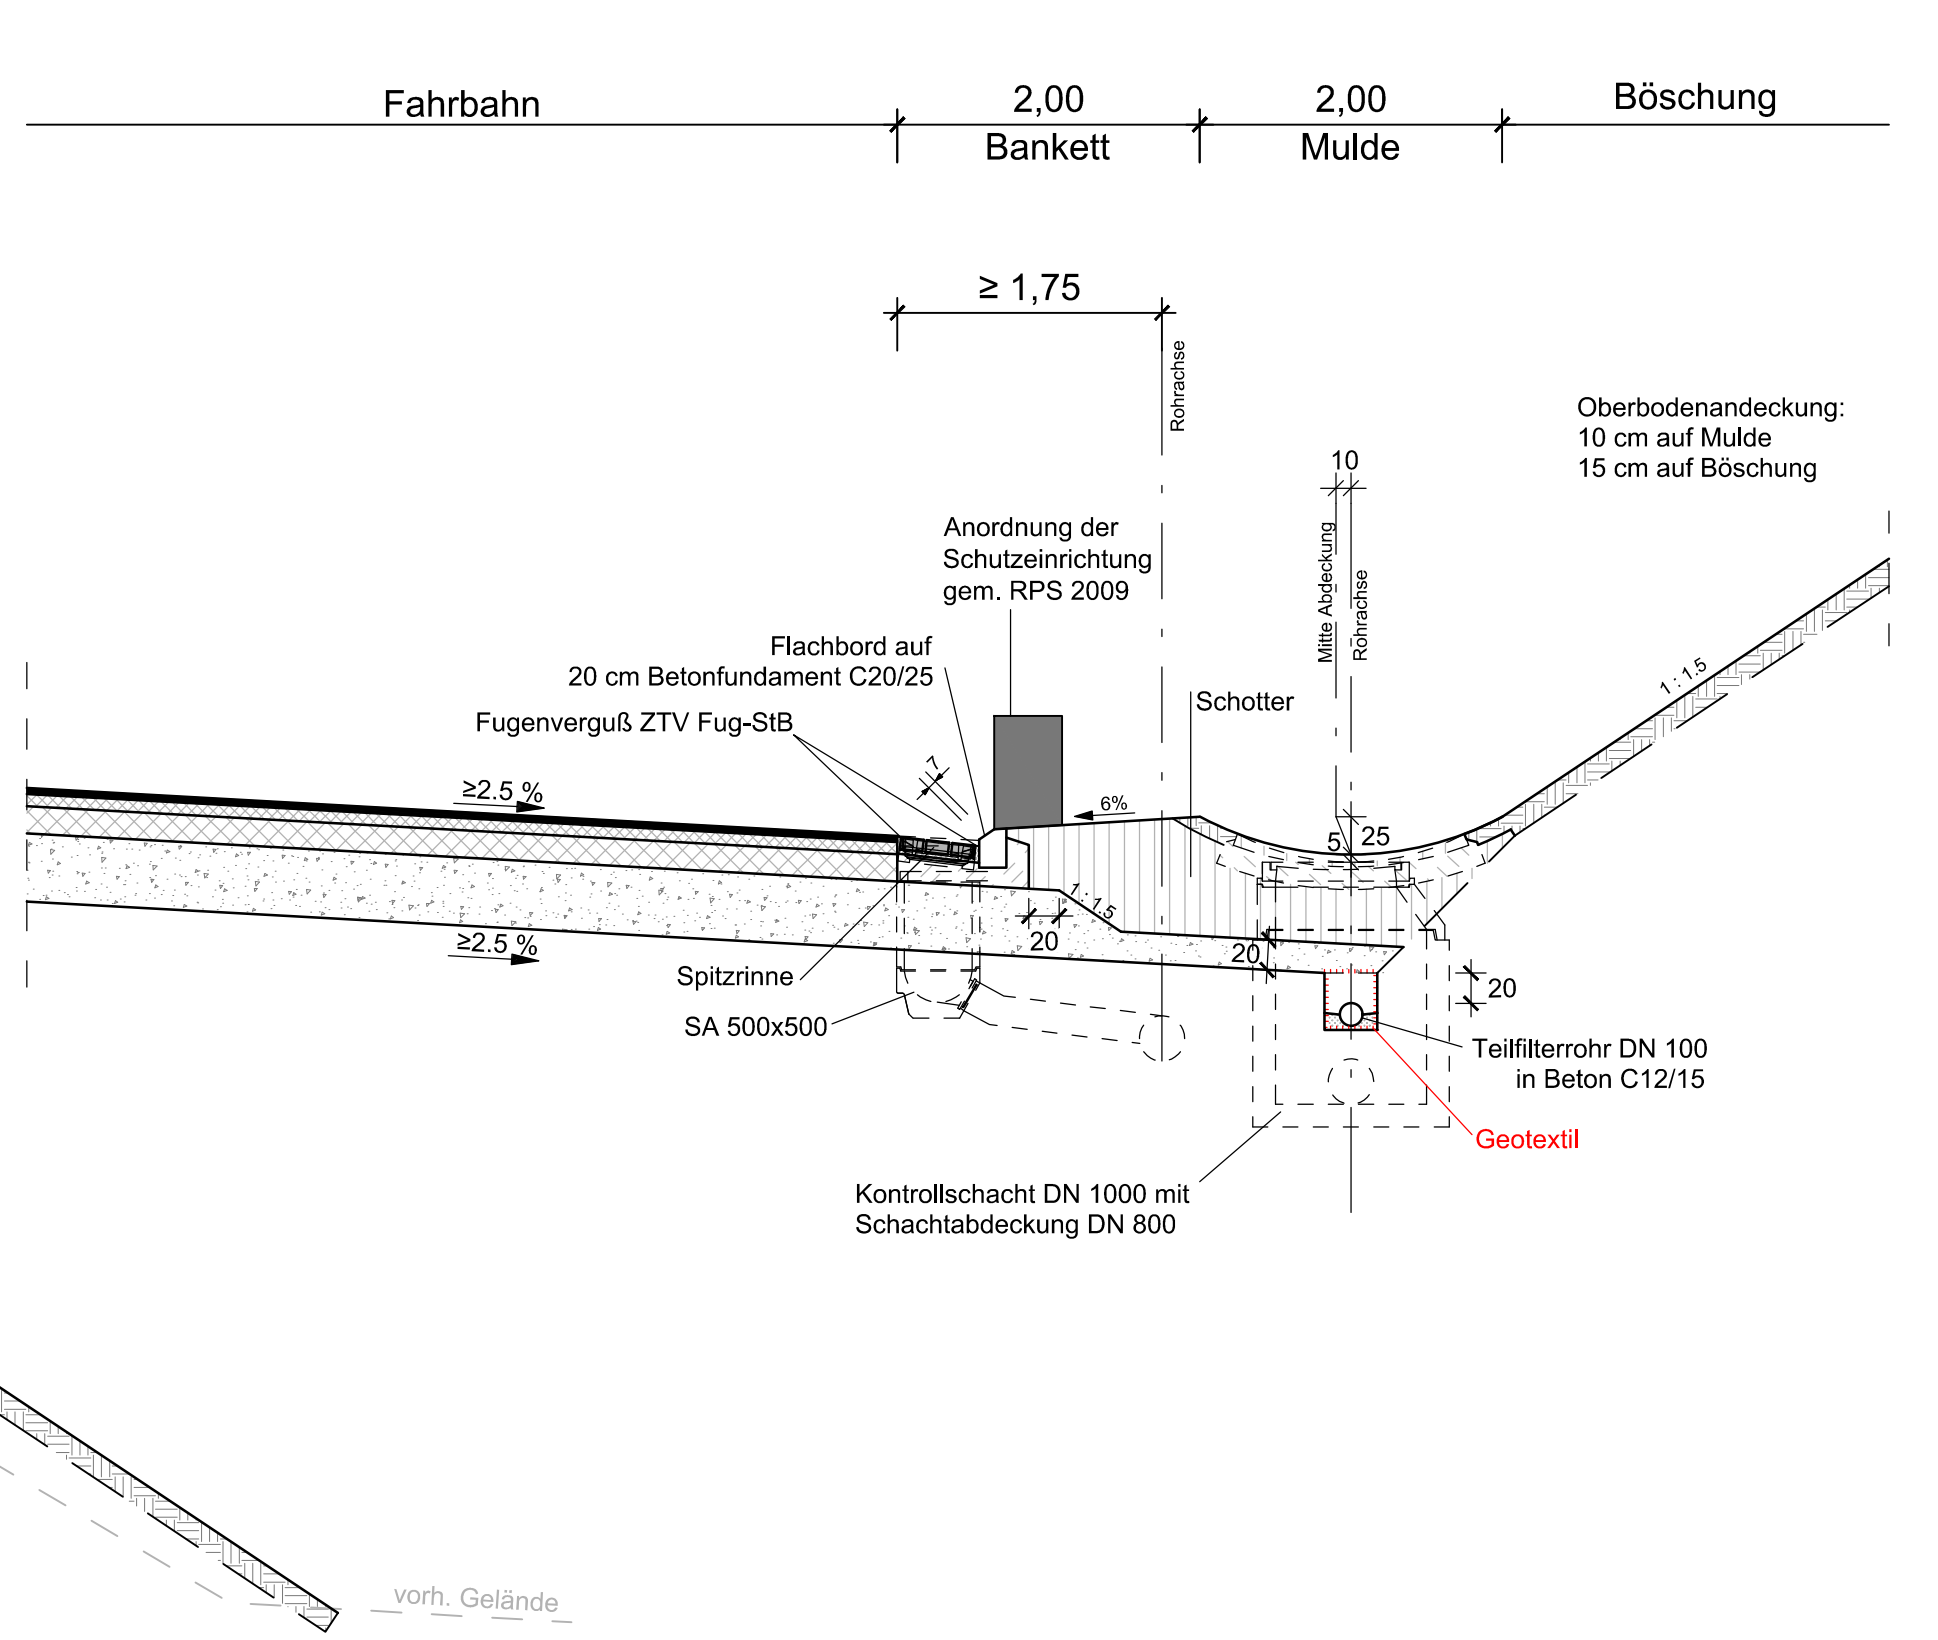 Fahrbahn
2,00
2,00
Böschung
Bankett
Mulde
≥ 1,75
Rohrachse
Oberbodenandeckung:
10 cm auf Mulde
15 cm auf Böschung
10
Mitte Abdeckung
Rohrachse
Anordnung der
Schutzeinrichtung
gem. RPS 2009
Flachbord auf
20 cm Betonfundament C20/25
Fugenverguß ZTV Fug-StB
Schotter
1 : 1.5
7
≥2.5 %
6%
5
25
1 : 1.5
20
≥2.5 %
20
Spitzrinne
SA 500x500
20
Teilfilterrohr DN 100
in Beton C12/15
Geotextil
Kontrollschacht DN 1000 mit
Schachtabdeckung DN 800
vorh. Gelände